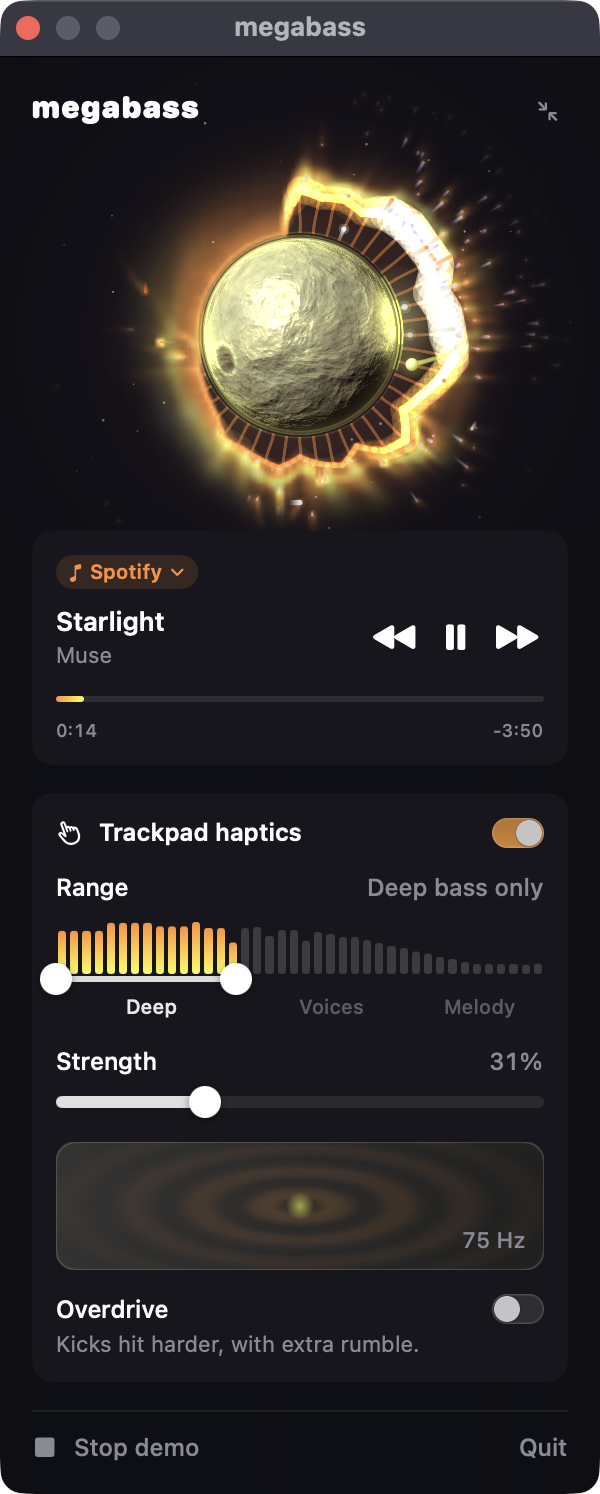 megabass
megabass
Spotify
Starlight
Muse
0:14 -3:50
Trackpad haptics
Range Deep bass only
Deep Voices Melody
Strength 31%
75 Hz
Overdrive
Kicks hit harder, with extra rumble.
Stop demo Quit